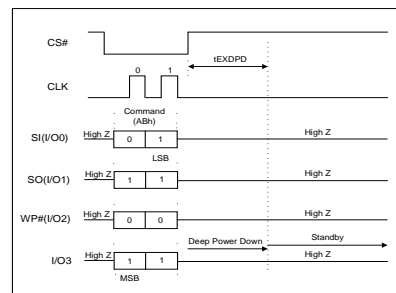 CS#
tEXDPD
0 1
CLK
Command
(ABh)
SI(I/O0) High Z 0 1 High Z
LSB
SO(I/O1) High Z 1 1 High Z
WP#(I/O2) High Z 0 0 High Z
Deep Power Down Standby
I/O3 High Z 1 1 High Z
MSB